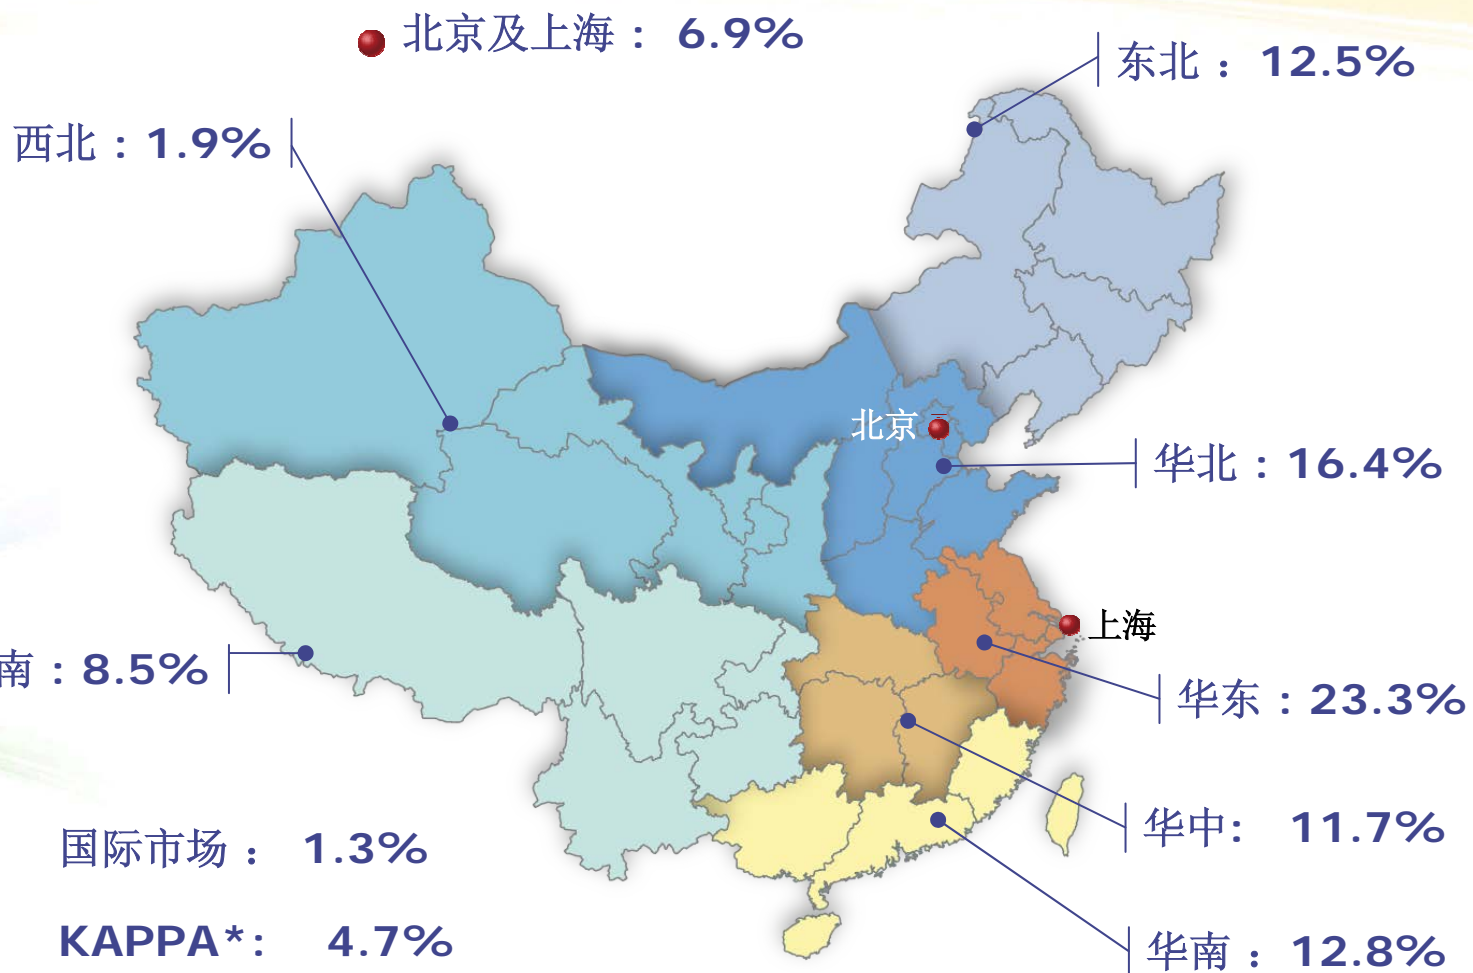 北京及上海： 6.9%
东北：12.5%
西北：1.9%
北京
华北：16.4%
上海
南：8.5%
华东：23.3%
华中: 11.7%
国际市场： 1.3%
KAPPA*: 4.7%
华南：12.8%